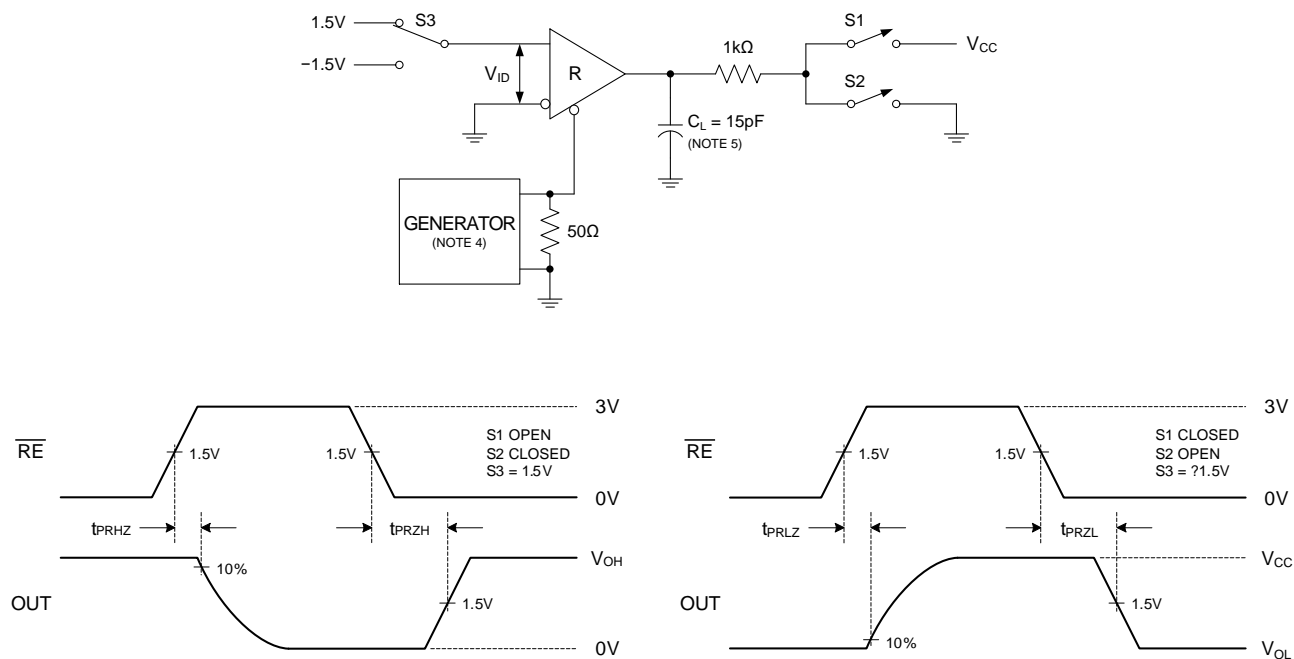 1.5V
S3
−1.5V
V_ID
R
1kΩ
S1
V_CC
S2
C_L = 15pF
(NOTE 5)
GENERATOR
(NOTE 4)
50Ω
RE
1.5V
1.5V
S1 OPEN
S2 CLOSED
S3 = 1.5V
3V
0V
t_PRHZ
t_PRZH
OUT
10%
1.5V
V_OH
0V
RE
1.5V
1.5V
S1 CLOSED
S2 OPEN
S3 = ?1.5V
3V
0V
t_PRLZ
t_PRZL
OUT
10%
1.5V
V_CC
V_OL